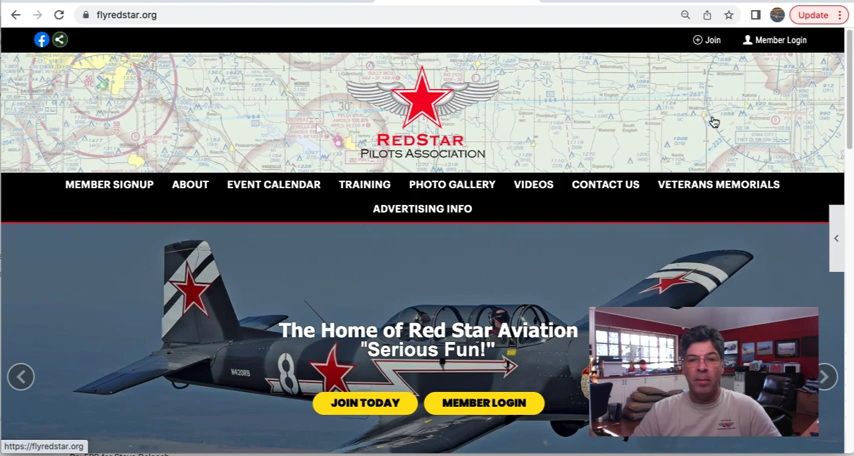 flyredstar.org
Update
Join
Member Login
REDSTAR
PILOTS ASSOCIATION
MEMBER SIGNUP ABOUT EVENT CALENDAR TRAINING PHOTO GALLERY VIDEOS CONTACT US VETERANS MEMORIALS
ADVERTISING INFO
The Home of Red Star Aviation
"Serious Fun!"
8
JOIN TODAY MEMBER LOGIN
https://flyredstar.org